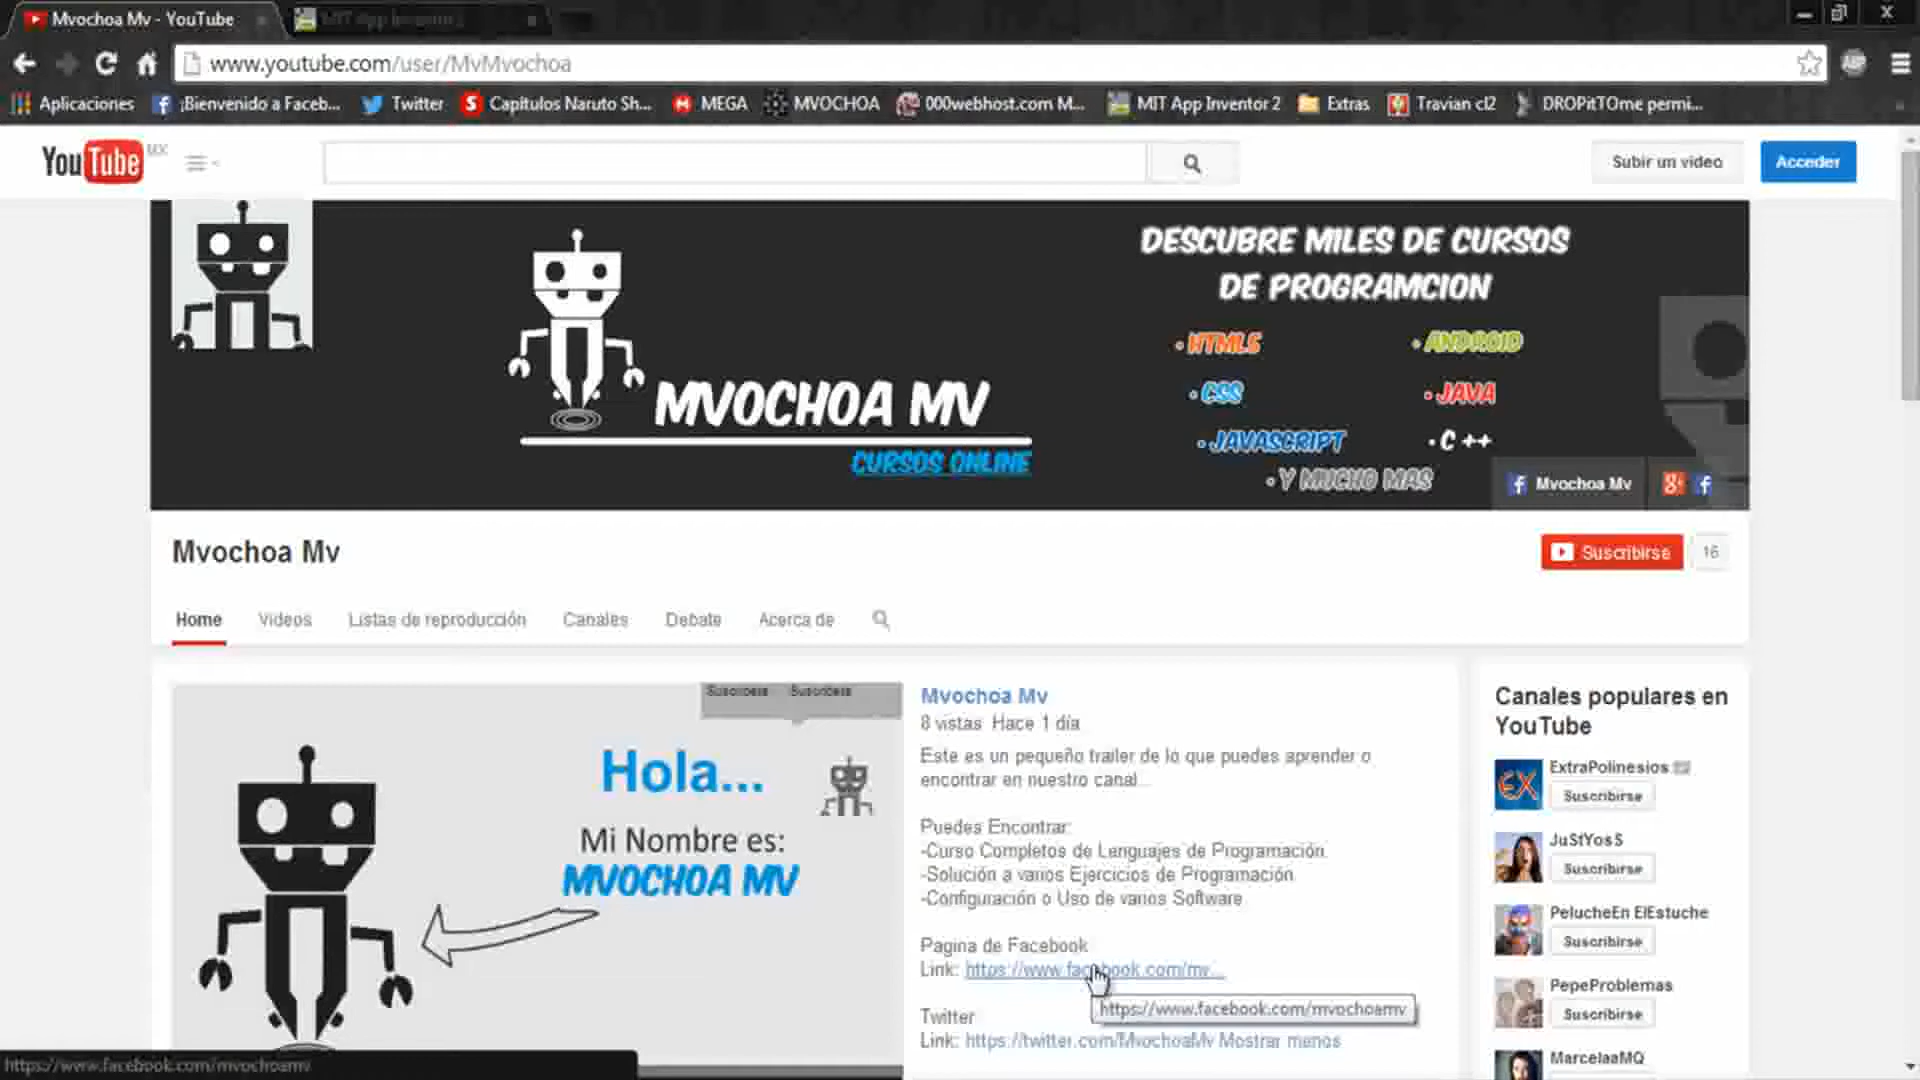 Mvochoa Mv - YouTube
MIT App Inventor 2
www.youtube.com/user/MvMvochoa
Aplicaciones
¡Bienvenido a Faceb...
Twitter
Capitulos Naruto Sh...
MEGA
MVOCHOA
000webhost.com M...
MIT App Inventor 2
Extras
Travian cl2
DROPitTOme permi...
YouTube MX
Subir un video
Acceder
DESCUBRE MILES DE CURSOS
DE PROGRAMCION
• HTML5
• ANDROID
• CSS
• JAVA
• JAVASCRIPT
• C ++
• Y MUCHO MAS
MVOCHOA MV
CURSOS ONLINE
Mvochoa Mv
Mvochoa Mv
Suscribirse
16
Home
Videos
Listas de reproducción
Canales
Debate
Acerca de
Suscribete Suscribete
Hola...
Mi Nombre es:
MVOCHOA MV
Mvochoa Mv
8 vistas Hace 1 día
Este es un pequeño trailer de lo que puedes aprender o
encontrar en nuestro canal...
Puedes Encontrar:
-Curso Completos de Lenguajes de Programación.
-Solución a varios Ejercicios de Programación
-Configuración o Uso de varios Software
Pagina de Facebook
Link: https://www.facebook.com/mv...
https://www.facebook.com/mvochoamv
Twitter
Link: https://twitter.com/MvochoaMv Mostrar menos
Canales populares en
YouTube
ExtraPolinesios
Suscribirse
JuStYosS
Suscribirse
PelucheEn ElEstuche
Suscribirse
PepeProblemas
Suscribirse
MarcelaaMQ
https://www.facebook.com/mvochoamv